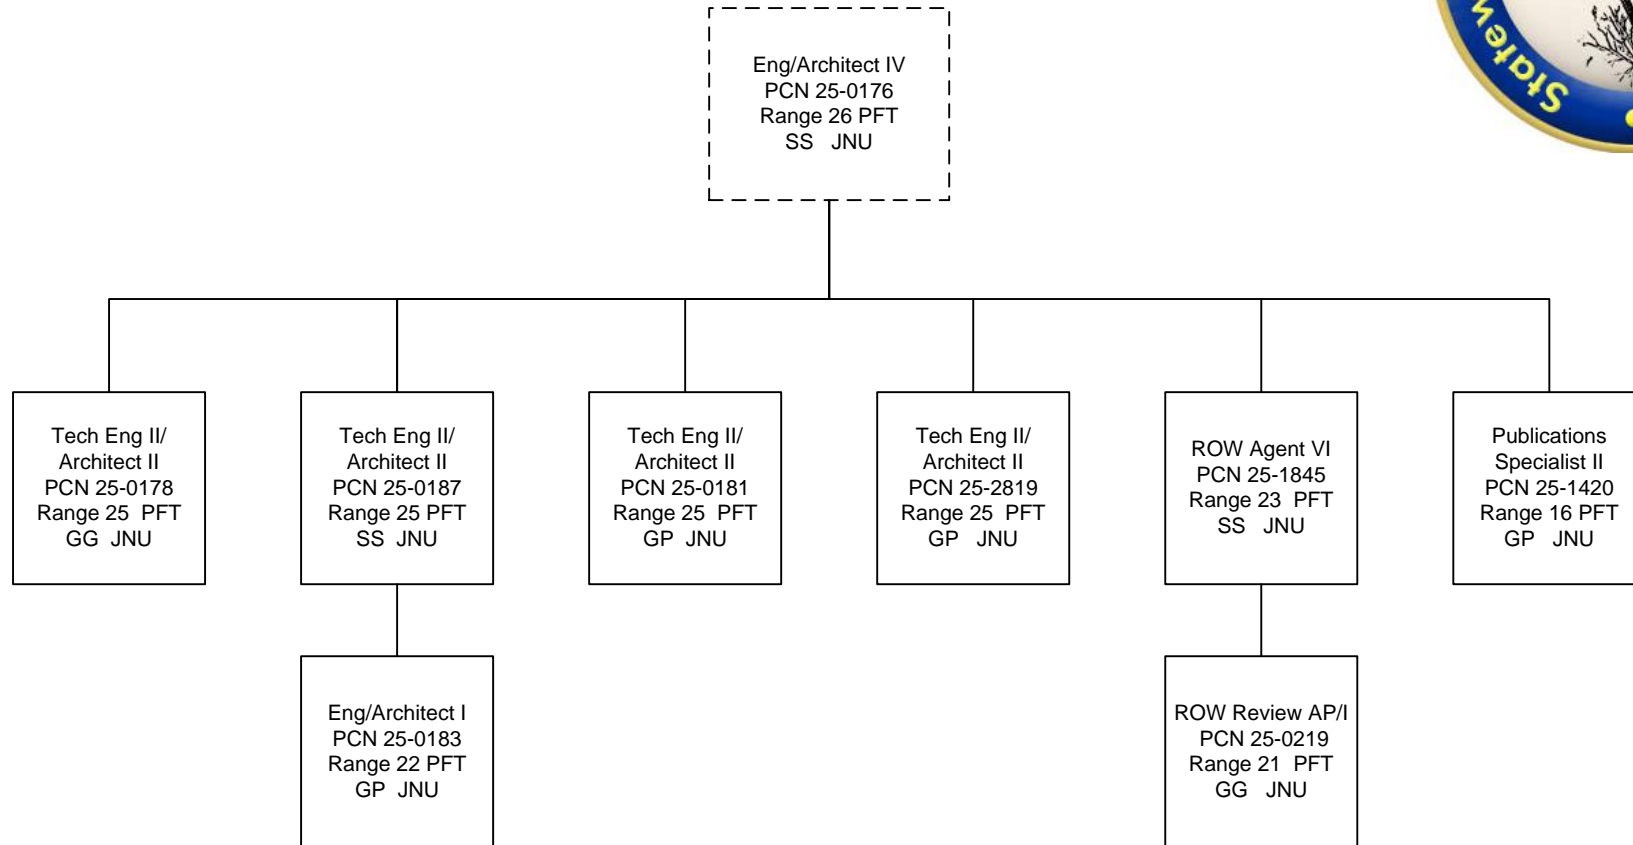 Eng/Architect IV
PCN 25-0176
Range 26 PFT
SS JNU
Tech Eng II/
Architect II
PCN 25-0178
Range 25 PFT
GG JNU
Tech Eng II/
Architect II
PCN 25-0187
Range 25 PFT
SS JNU
Tech Eng II/
Architect II
PCN 25-0181
Range 25 PFT
GP JNU
Tech Eng II/
Architect II
PCN 25-2819
Range 25 PFT
GP JNU
ROW Agent VI
PCN 25-1845
Range 23 PFT
SS JNU
Publications
Specialist II
PCN 25-1420
Range 16 PFT
GP JNU
Eng/Architect I
PCN 25-0183
Range 22 PFT
GP JNU
ROW Review AP/I
PCN 25-0219
Range 21 PFT
GG JNU